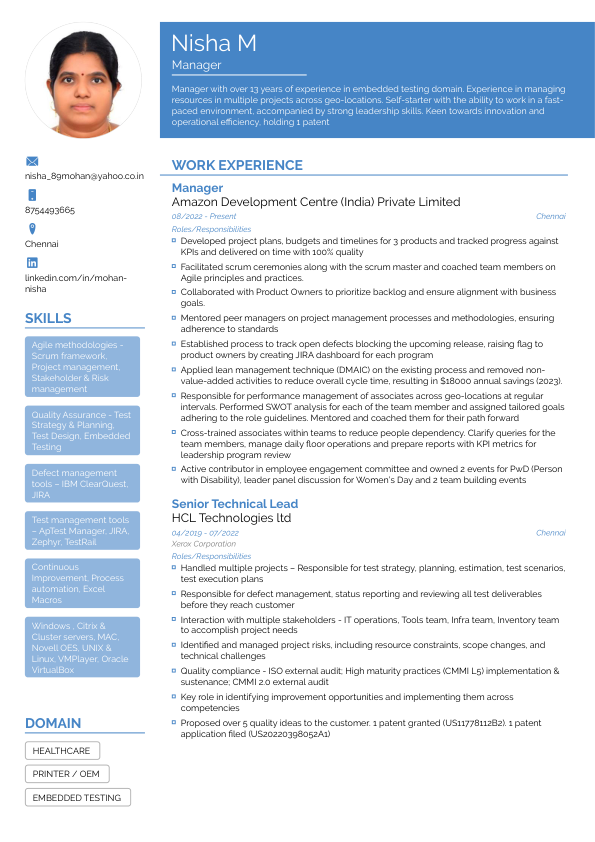 Nisha M
Manager
Manager with over 13 years of experience in embedded testing domain. Experience in managing
resources in multiple projects across geo-locations. Self-starter with the ability to work in a fast-
paced environment, accompanied by strong leadership skills. Keen towards innovation and
operational efficiency, holding 1 patent
nisha_89mohan@yahoo.co.in
8754493665
Chennai
linkedin.com/in/mohan-
nisha
SKILLS
Agile methodologies -
Scrum framework,
Project management,
Stakeholder & Risk
management
Quality Assurance - Test
Strategy & Planning,
Test Design, Embedded
Testing
Defect management
tools – IBM ClearQuest,
JIRA
Test management tools
– ApTest Manager, JIRA,
Zephyr, TestRail
Continuous
Improvement, Process
automation, Excel
Macros
Windows , Citrix &
Cluster servers, MAC,
Novell OES, UNIX &
Linux, VMPlayer, Oracle
VirtualBox
DOMAIN
HEALTHCARE
PRINTER / OEM
EMBEDDED TESTING
WORK EXPERIENCE
Manager
Amazon Development Centre (India) Private Limited
08/2022 - Present Chennai
Roles/Responsibilities
Developed project plans, budgets and timelines for 3 products and tracked progress against
KPIs and delivered on time with 100% quality
Facilitated scrum ceremonies along with the scrum master and coached team members on
Agile principles and practices.
Collaborated with Product Owners to prioritize backlog and ensure alignment with business
goals.
Mentored peer managers on project management processes and methodologies, ensuring
adherence to standards
Established process to track open defects blocking the upcoming release, raising flag to
product owners by creating JIRA dashboard for each program
Applied lean management technique (DMAIC) on the existing process and removed non-
value-added activities to reduce overall cycle time, resulting in $18000 annual savings (2023).
Responsible for performance management of associates across geo-locations at regular
intervals. Performed SWOT analysis for each of the team member and assigned tailored goals
adhering to the role guidelines. Mentored and coached them for their path forward
Cross-trained associates within teams to reduce people dependency. Clarify queries for the
team members, manage daily floor operations and prepare reports with KPI metrics for
leadership program review
Active contributor in employee engagement committee and owned 2 events for PwD (Person
with Disability), leader panel discussion for Women's Day and 2 team building events
Senior Technical Lead
HCL Technologies ltd
04/2019 - 07/2022 Chennai
Xerox Corporation
Roles/Responsibilities
Handled multiple projects – Responsible for test strategy, planning, estimation, test scenarios,
test execution plans
Responsible for defect management, status reporting and reviewing all test deliverables
before they reach customer
Interaction with multiple stakeholders - IT operations, Tools team, Infra team, Inventory team
to accomplish project needs
Identified and managed project risks, including resource constraints, scope changes, and
technical challenges
Quality compliance - ISO external audit; High maturity practices (CMMI L5) implementation &
sustenance; CMMI 2.0 external audit
Key role in identifying improvement opportunities and implementing them across
competencies
Proposed over 5 quality ideas to the customer. 1 patent granted (US11778112B2). 1 patent
application filed (US20220398052A1)